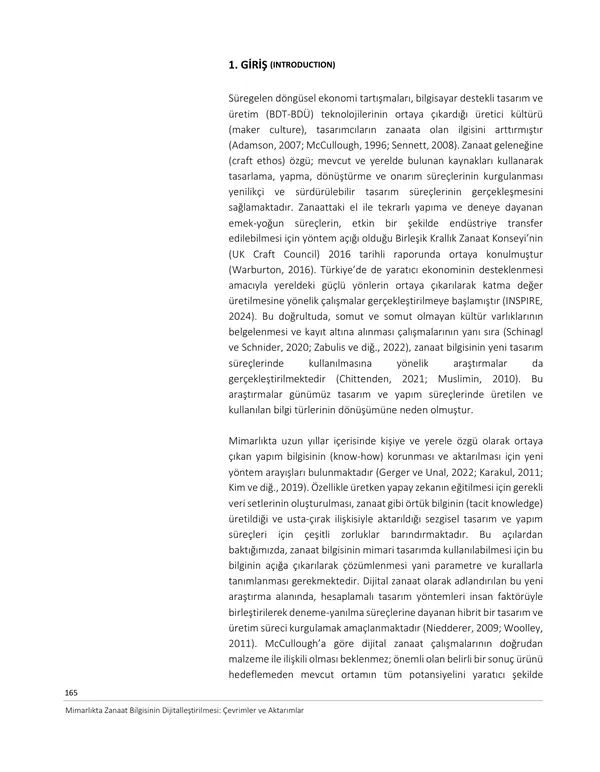 1. GİRİŞ (INTRODUCTION)
Süregelen döngüsel ekonomi tartışmaları, bilgisayar destekli tasarım ve
üretim (BDT-BDÜ) teknolojilerinin ortaya çıkardığı üretici kültürü
(maker culture), tasarımcıların zanaata olan ilgisini arttırmıştır
(Adamson, 2007; McCullough, 1996; Sennett, 2008). Zanaat geleneğine
(craft ethos) özgü; mevcut ve yerelde bulunan kaynakları kullanarak
tasarlama, yapma, dönüştürme ve onarım süreçlerinin kurgulanması
yenilikçi ve sürdürülebilir tasarım süreçlerinin gerçekleşmesini
sağlamaktadır. Zanaattaki el ile tekrarlı yapıma ve deneye dayanan
emek-yoğun süreçlerin, etkin bir şekilde endüstriye transfer
edilebilmesi için yöntem açığı olduğu Birleşik Krallık Zanaat Konseyi’nin
(UK Craft Council) 2016 tarihli raporunda ortaya konulmuştur
(Warburton, 2016). Türkiye’de de yaratıcı ekonominin desteklenmesi
amacıyla yereldeki güçlü yönlerin ortaya çıkarılarak katma değer
üretilmesine yönelik çalışmalar gerçekleştirilmeye başlamıştır (INSPIRE,
2024). Bu doğrultuda, somut ve somut olmayan kültür varlıklarının
belgelenmesi ve kayıt altına alınması çalışmalarının yanı sıra (Schinagl
ve Schnider, 2020; Zabulis ve diğ., 2022), zanaat bilgisinin yeni tasarım
süreçlerinde kullanılmasına yönelik araştırmalar da
gerçekleştirilmektedir (Chittenden, 2021; Muslimin, 2010). Bu
araştırmalar günümüz tasarım ve yapım süreçlerinde üretilen ve
kullanılan bilgi türlerinin dönüşümüne neden olmuştur.
Mimarlıkta uzun yıllar içerisinde kişiye ve yerele özgü olarak ortaya
çıkan yapım bilgisinin (know-how) korunması ve aktarılması için yeni
yöntem arayışları bulunmaktadır (Gerger ve Unal, 2022; Karakul, 2011;
Kim ve diğ., 2019). Özellikle üretken yapay zekanın eğitilmesi için gerekli
veri setlerinin oluşturulması, zanaat gibi örtük bilginin (tacit knowledge)
üretildiği ve usta-çırak ilişkisiyle aktarıldığı sezgisel tasarım ve yapım
süreçleri için çeşitli zorluklar barındırmaktadır. Bu açılardan
baktığımızda, zanaat bilgisinin mimari tasarımda kullanılabilmesi için bu
bilginin açığa çıkarılarak çözümlenmesi yani parametre ve kurallarla
tanımlanması gerekmektedir. Dijital zanaat olarak adlandırılan bu yeni
araştırma alanında, hesaplamalı tasarım yöntemleri insan faktörüyle
birleştirilerek deneme-yanılma süreçlerine dayanan hibrit bir tasarım ve
üretim süreci kurgulamak amaçlanmaktadır (Niedderer, 2009; Woolley,
2011). McCullough’a göre dijital zanaat çalışmalarının doğrudan
malzeme ile ilişkili olması beklenmez; önemli olan belirli bir sonuç ürünü
hedeflemeden mevcut ortamın tüm potansiyelini yaratıcı şekilde
165
Mimarlıkta Zanaat Bilgisinin Dijitalleştirilmesi: Çevrimler ve Aktarımlar